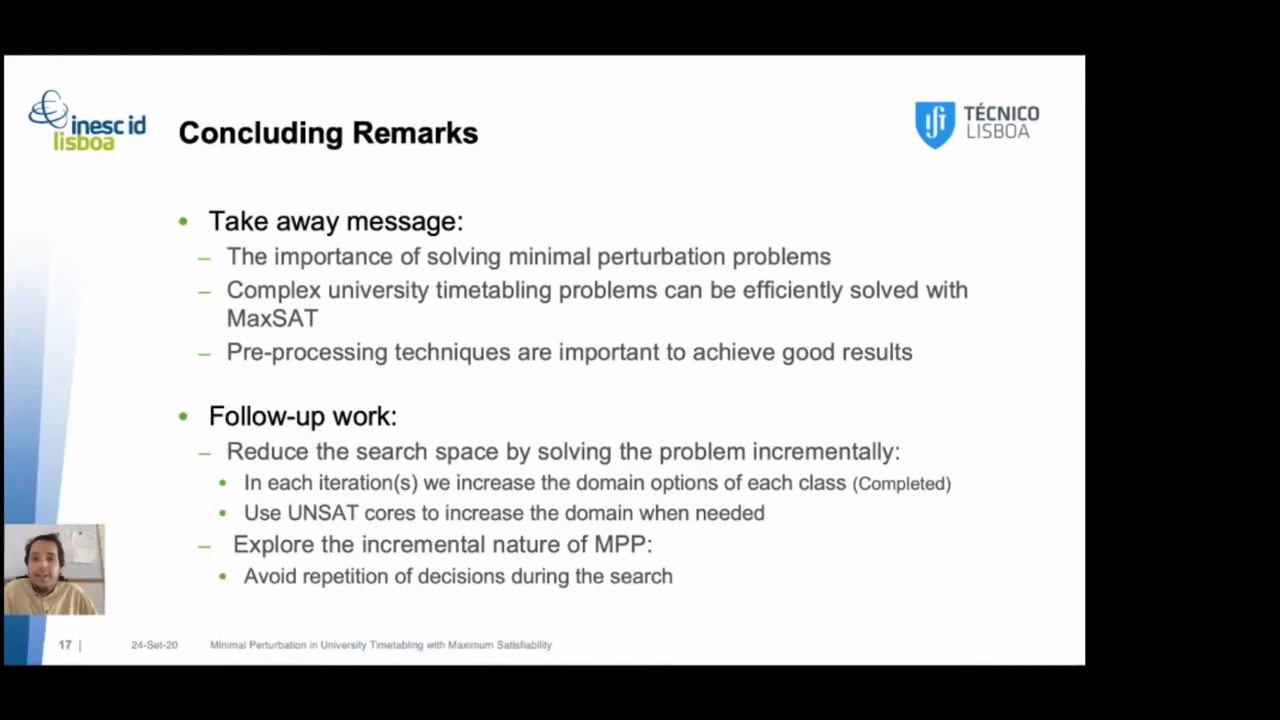 inesc id
lisboa
Concluding Remarks
TÉCNICO
LISBOA
• Take away message:
– The importance of solving minimal perturbation problems
– Complex university timetabling problems can be efficiently solved with
MaxSAT
– Pre-processing techniques are important to achieve good results
• Follow-up work:
– Reduce the search space by solving the problem incrementally:
• In each iteration(s) we increase the domain options of each class (Completed)
• Use UNSAT cores to increase the domain when needed
– Explore the incremental nature of MPP:
• Avoid repetition of decisions during the search
17 | 24-Set-20 Minimal Perturbation in University Timetabling with Maximum Satisfiability